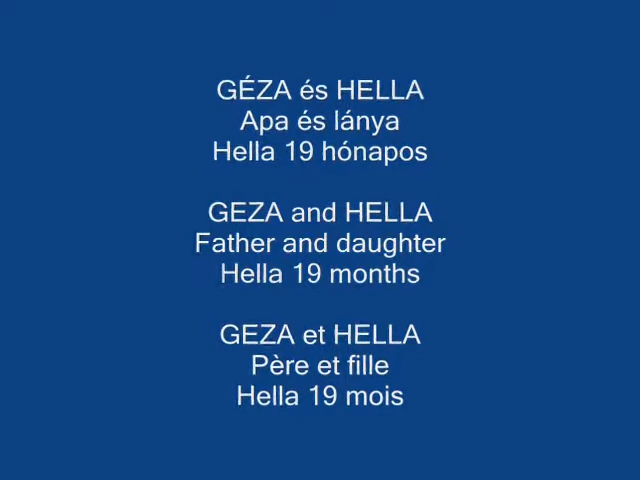 GÉZA és HELLA
Apa és lánya
Hella 19 hónapos
GEZA and HELLA
Father and daughter
Hella 19 months
GEZA et HELLA
Père et fille
Hella 19 mois